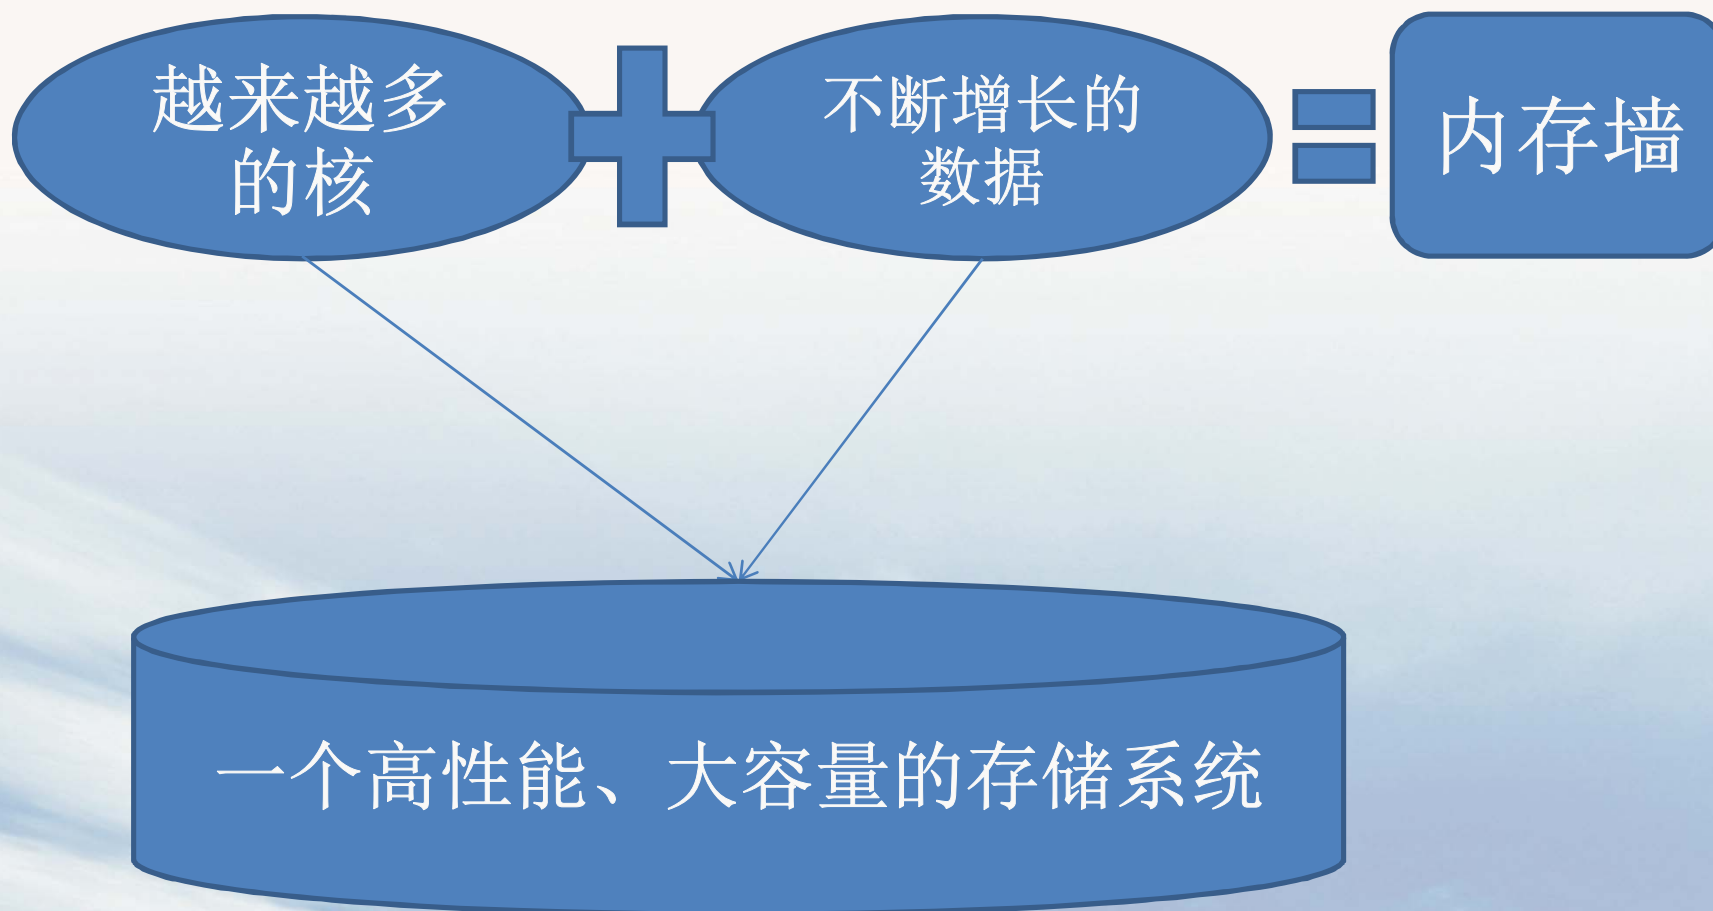 越来越多
的核
不断增长的
数据
内存墙
一个高性能、大容量的存储系统